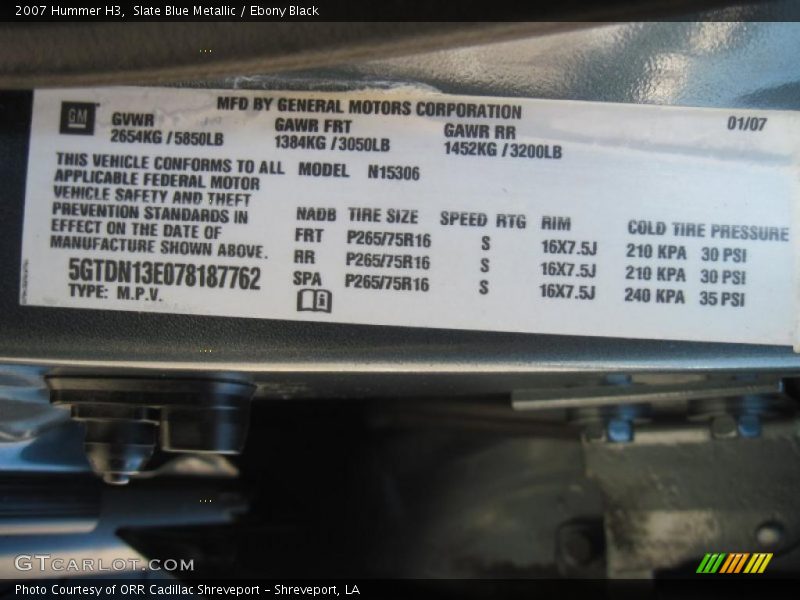 2007 Hummer H3, Slate Blue Metallic / Ebony Black
MFD BY GENERAL MOTORS CORPORATION
01/07
GM
GVWR GAWR FRT GAWR RR
2654KG / 5850LB 1384KG / 3050LB 1452KG / 3200LB
THIS VEHICLE CONFORMS TO ALL
APPLICABLE FEDERAL MOTOR
VEHICLE SAFETY AND THEFT
PREVENTION STANDARDS IN
EFFECT ON THE DATE OF
MANUFACTURE SHOWN ABOVE.
5GTDN13E078187762
TYPE: M.P.V.
MODEL N15306
NADB TIRE SIZE SPEED RTG RIM COLD TIRE PRESSURE
FRT P265/75R16 S 16X7.5J 210 KPA 30 PSI
RR P265/75R16 S 16X7.5J 210 KPA 30 PSI
SPA P265/75R16 S 16X7.5J 240 KPA 35 PSI
GTCARLOT.COM
Photo Courtesy of ORR Cadillac Shreveport - Shreveport, LA